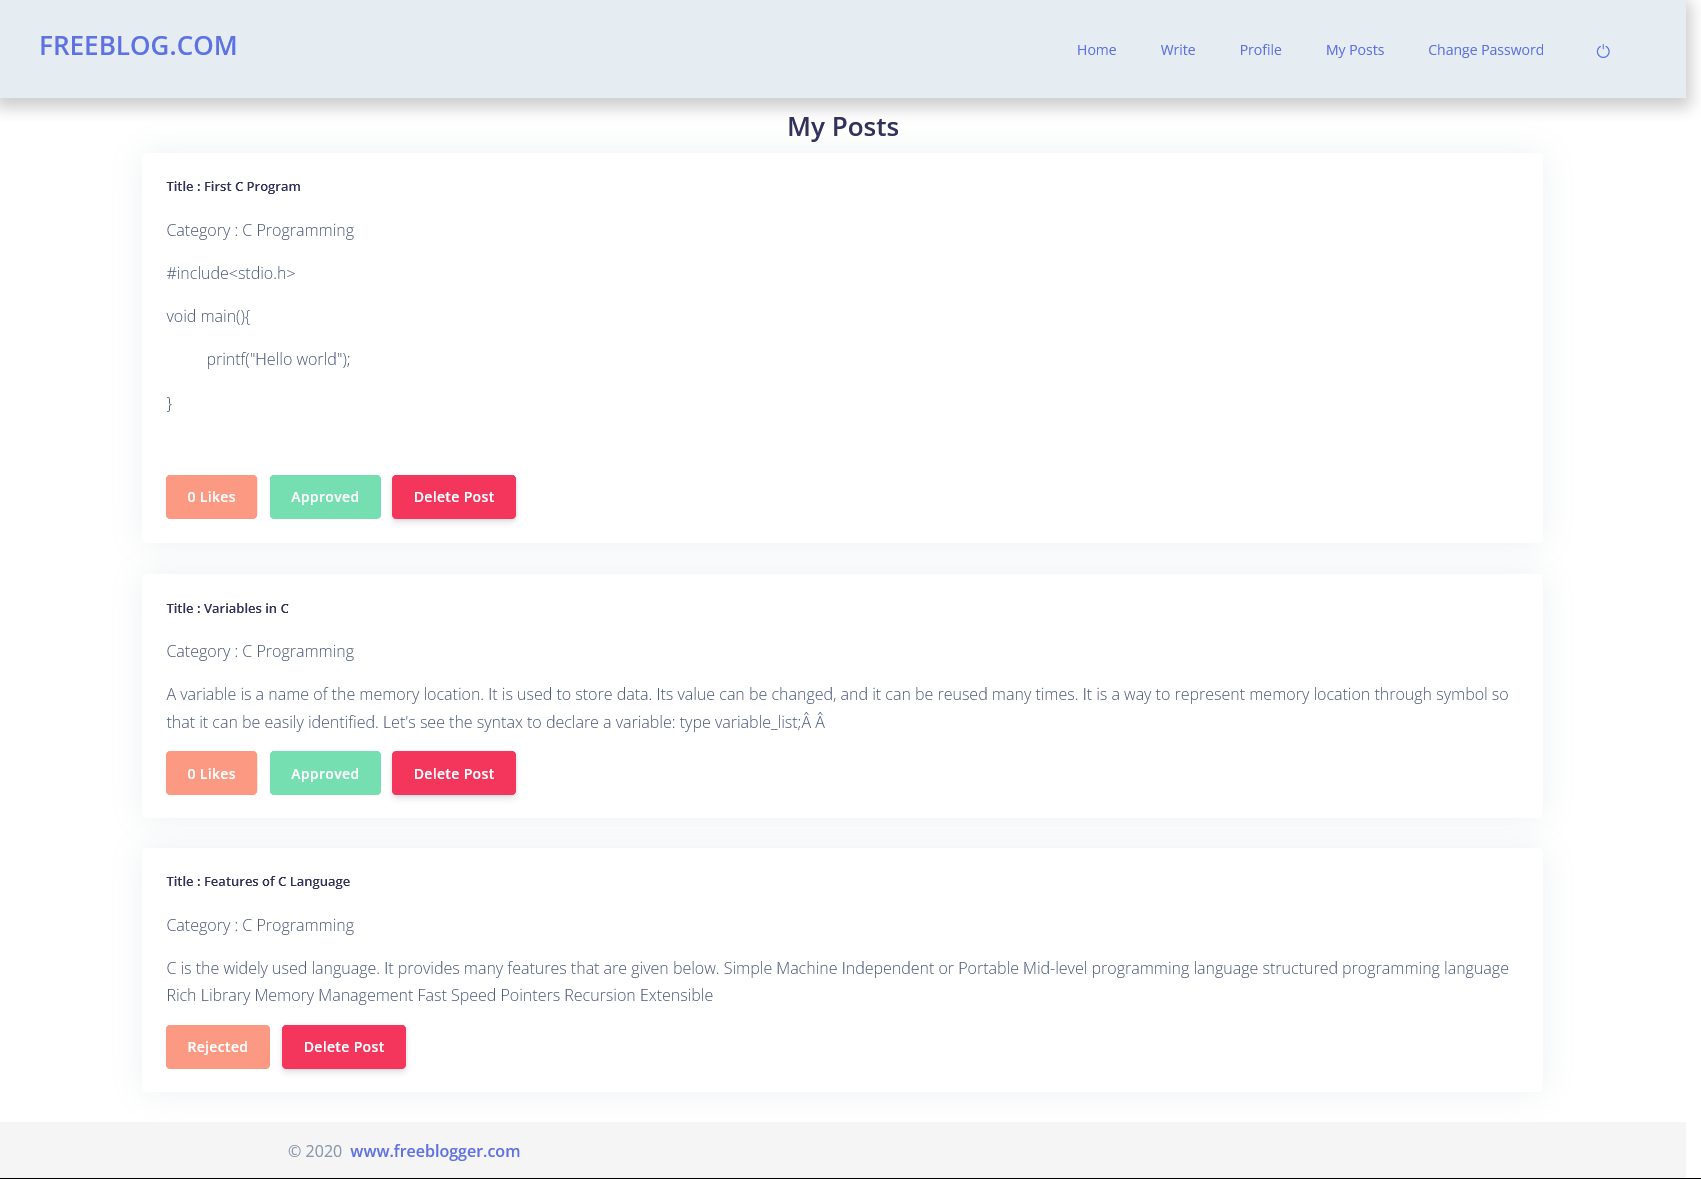 FREEBLOG.COM
Home Write Profile My Posts Change Password
My Posts
Title : First C Program
Category : C Programming
#include<stdio.h>
void main(){
printf("Hello world");
}
0 Likes Approved Delete Post
Title : Variables in C
Category : C Programming
A variable is a name of the memory location. It is used to store data. Its value can be changed, and it can be reused many times. It is a way to represent memory location through symbol so
that it can be easily identified. Let's see the syntax to declare a variable: type variable_list;Â Â
0 Likes Approved Delete Post
Title : Features of C Language
Category : C Programming
C is the widely used language. It provides many features that are given below. Simple Machine Independent or Portable Mid-level programming language structured programming language
Rich Library Memory Management Fast Speed Pointers Recursion Extensible
Rejected Delete Post
© 2020 www.freeblogger.com